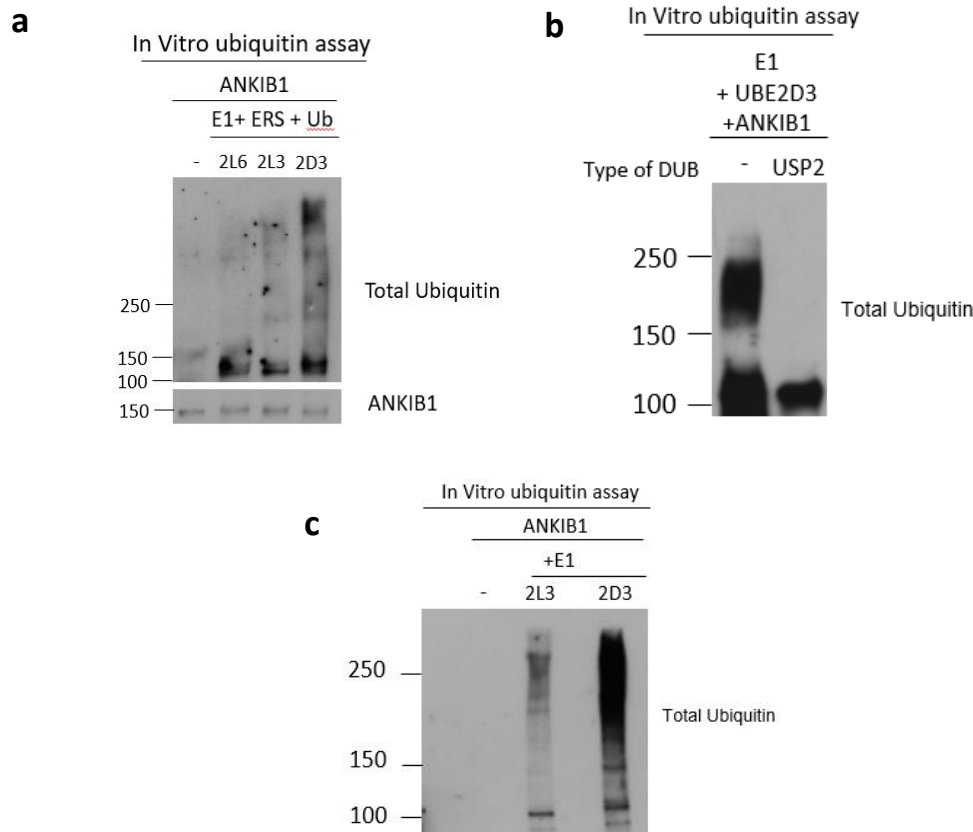 a
In Vitro ubiquitin assay
ANKIB1
E1+ ERS + Ub
- 2L6 2L3 2D3
250
150
100
Total Ubiquitin
150
ANKIB1
b
In Vitro ubiquitin assay
E1
+ UBE2D3
+ANKIB1
Type of DUB - USP2
250
150
100
Total Ubiquitin
c
In Vitro ubiquitin assay
ANKIB1
+E1
- 2L3 2D3
250
150
100
Total Ubiquitin